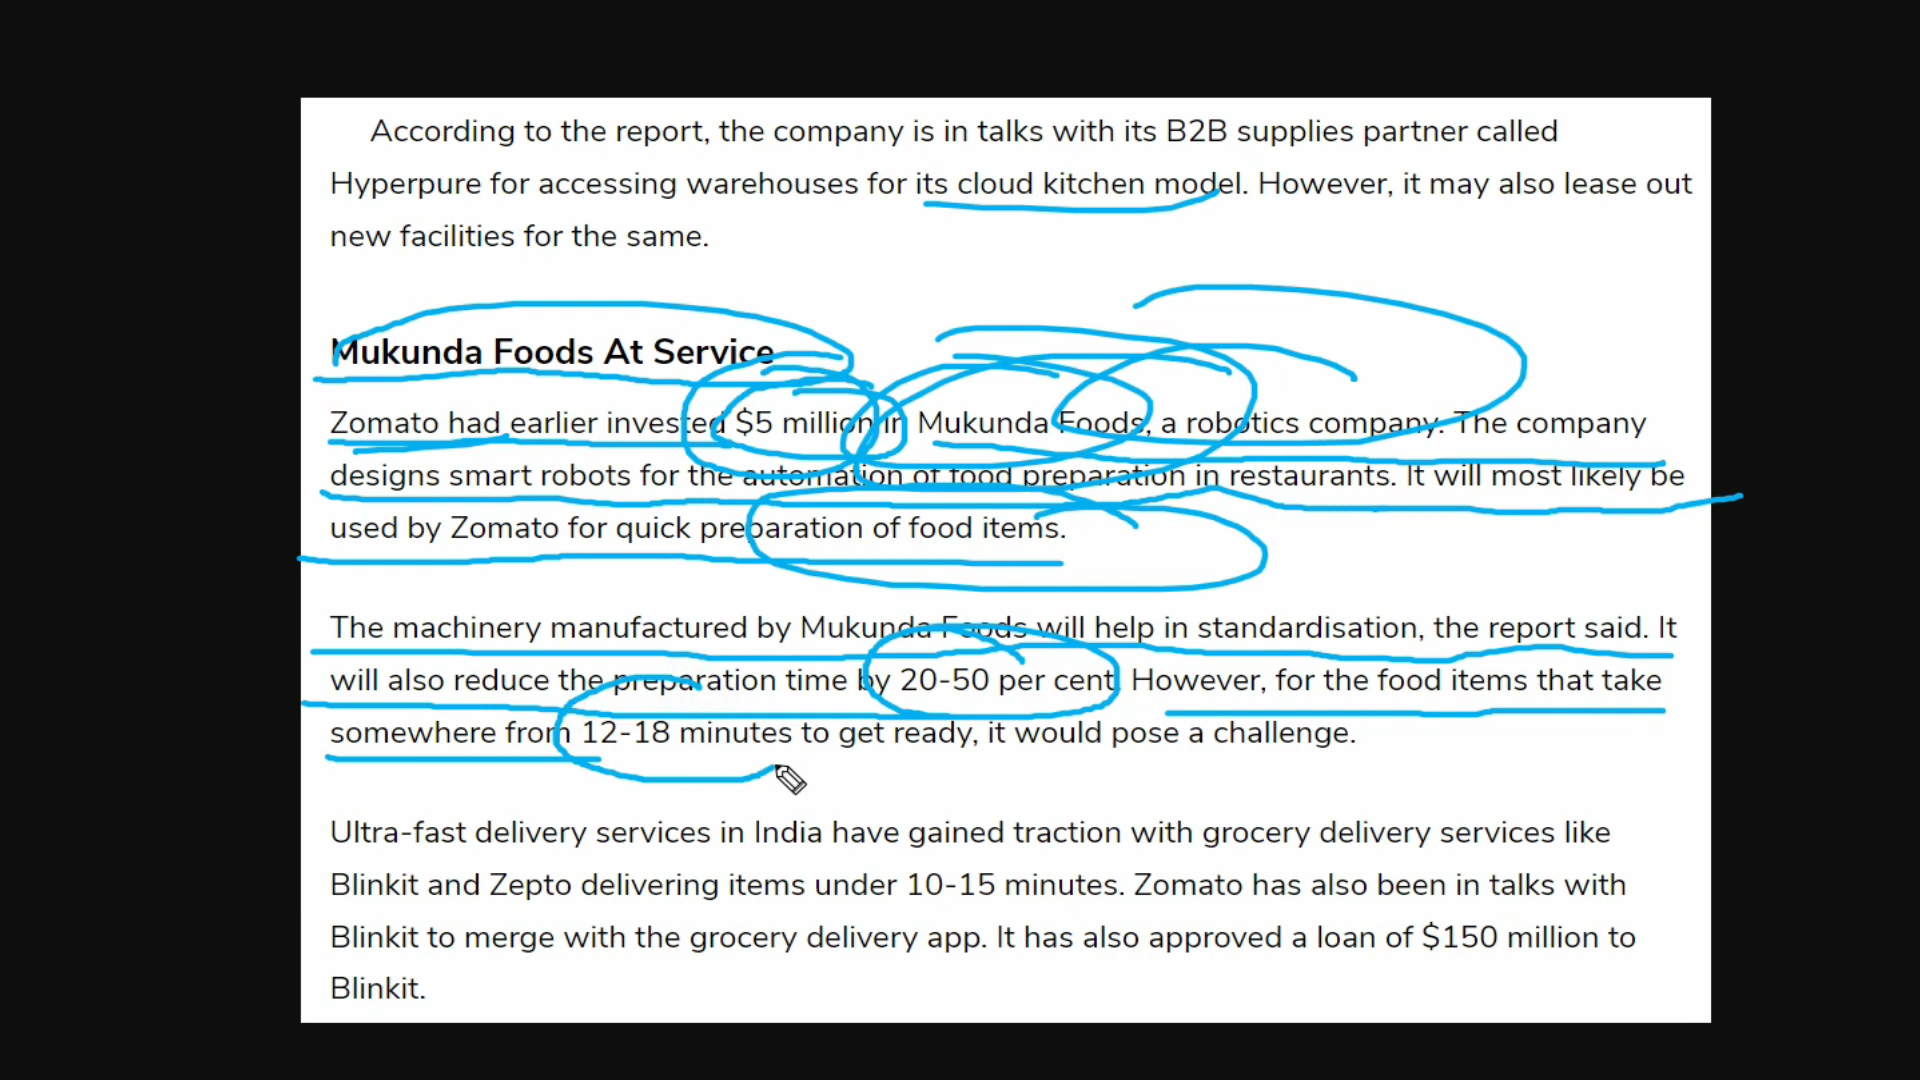 According to the report, the company is in talks with its B2B supplies partner called
Hyperpure for accessing warehouses for its cloud kitchen model. However, it may also lease out
new facilities for the same.
Mukunda Foods At Service
Zomato had earlier invested $5 million in Mukunda Foods, a robotics company. The company
designs smart robots for the automation of food preparation in restaurants. It will most likely be
used by Zomato for quick preparation of food items.
The machinery manufactured by Mukunda Foods will help in standardisation, the report said. It
will also reduce the preparation time by 20-50 per cent. However, for the food items that take
somewhere from 12-18 minutes to get ready, it would pose a challenge.
Ultra-fast delivery services in India have gained traction with grocery delivery services like
Blinkit and Zepto delivering items under 10-15 minutes. Zomato has also been in talks with
Blinkit to merge with the grocery delivery app. It has also approved a loan of $150 million to
Blinkit.